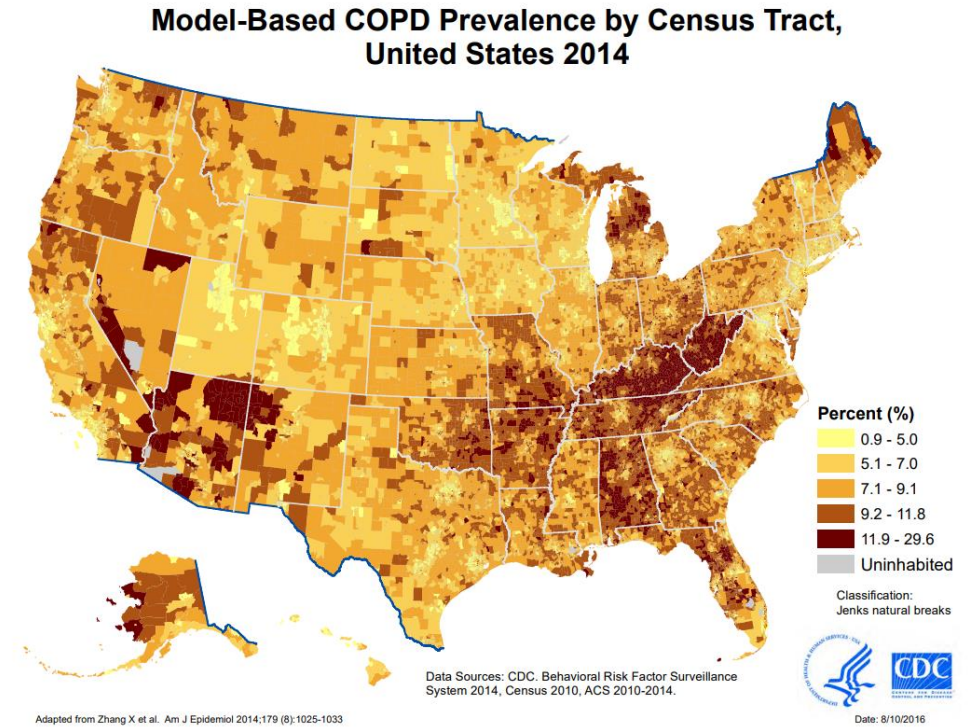 Model-Based COPD Prevalence by Census Tract,
United States 2014
Percent (%)
0.9 - 5.0
5.1 - 7.0
7.1 - 9.1
9.2 - 11.8
11.9 - 29.6
Uninhabited
Classification:
Jenks natural breaks
CDC
Data Sources: CDC. Behavioral Risk Factor Surveillance
System 2014, Census 2010, ACS 2010-2014.
Adapted from Zhang X et al. Am J Epidemiol 2014;179 (8):1025-1033
Date: 8/10/2016